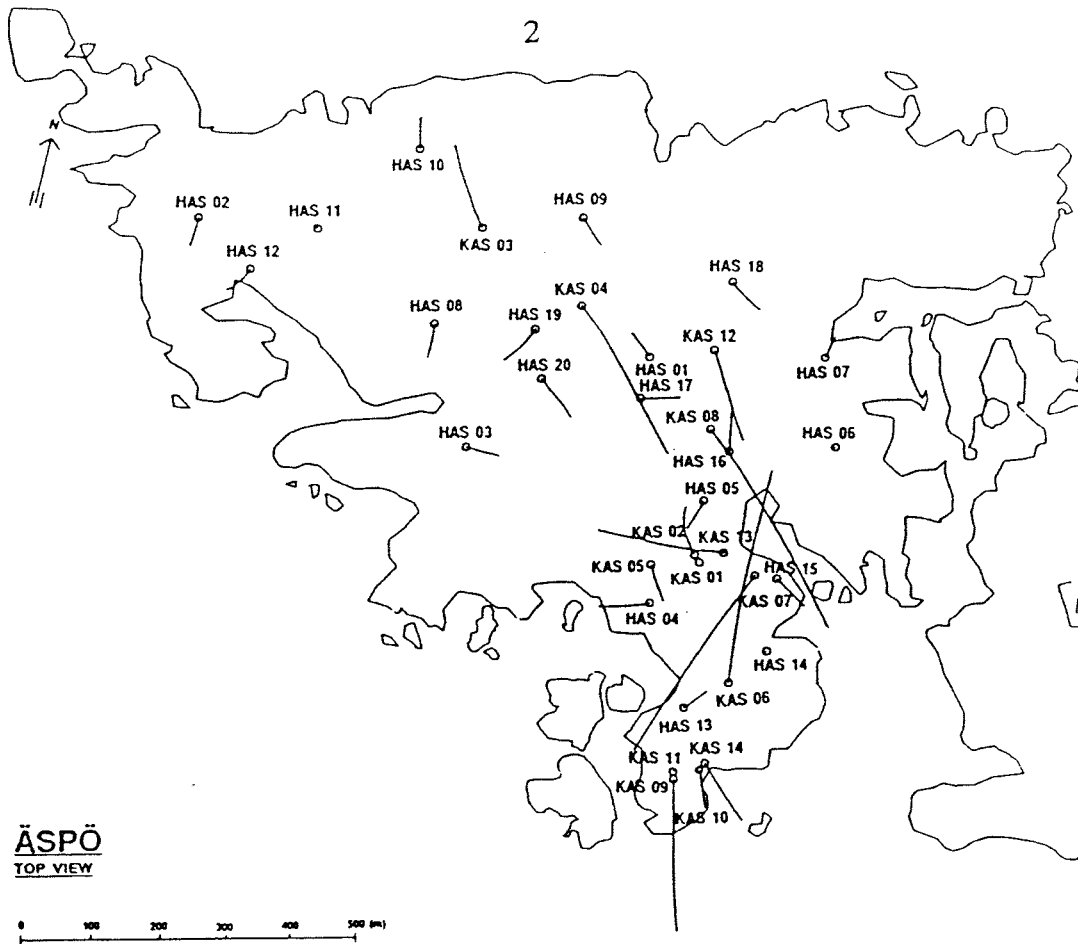 2
N
HAS 10
HAS 02
HAS 11
HAS 09
KAS 03
HAS 12
HAS 18
KAS 04
HAS 08
HAS 19
KAS 12
HAS 01
HAS 07
HAS 20
HAS 17
KAS 08
HAS 03
HAS 06
HAS 16
HAS 05
KAS 02
KAS 13
KAS 05
KAS 01
HAS 15
KAS 07
HAS 04
HAS 14
KAS 06
HAS 13
KAS 14
KAS 11
KAS 09
KAS 10
ÄSPÖ
TOP VIEW
0 100 200 300 400 500 (m)